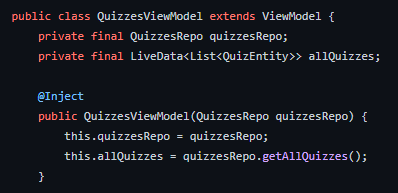 public class QuizzesViewModel extends ViewModel {
    private final QuizzesRepo quizzesRepo;
    private final LiveData<List<QuizEntity>> allQuizzes;

    @Inject
    public QuizzesViewModel(QuizzesRepo quizzesRepo) {
        this.quizzesRepo = quizzesRepo;
        this.allQuizzes = quizzesRepo.getAllQuizzes();
    }